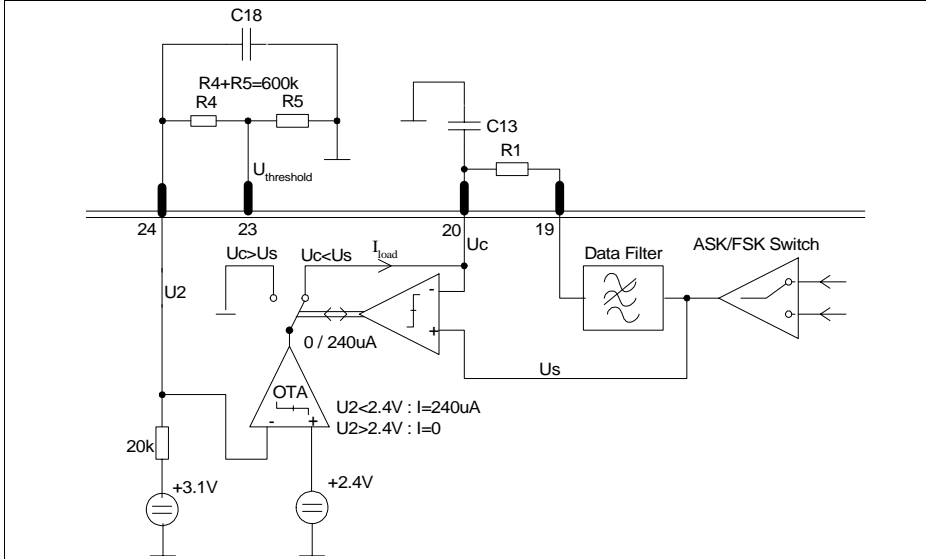 C18
R4+R5=600k
R4
R5
C13
R1
Uthreshold
24
23
20
19
Uc
Uc>Us
Uc<Us
Iload
Data Filter
ASK/FSK Switch
U2
-
+
0 / 240uA
Us
OTA
U2<2.4V : I=240uA
U2>2.4V : I=0
-
+
20k
+3.1V
+2.4V